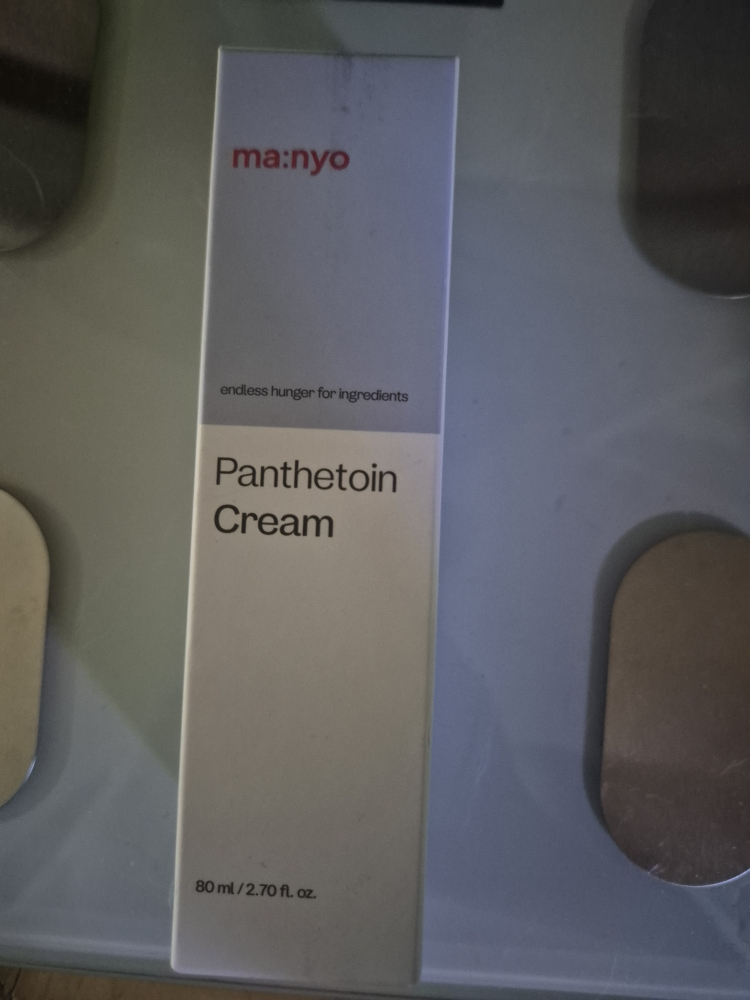 ma:nyo
endless hunger for ingredients
Panthetoin
Cream
80 ml / 2.70 fl. oz.